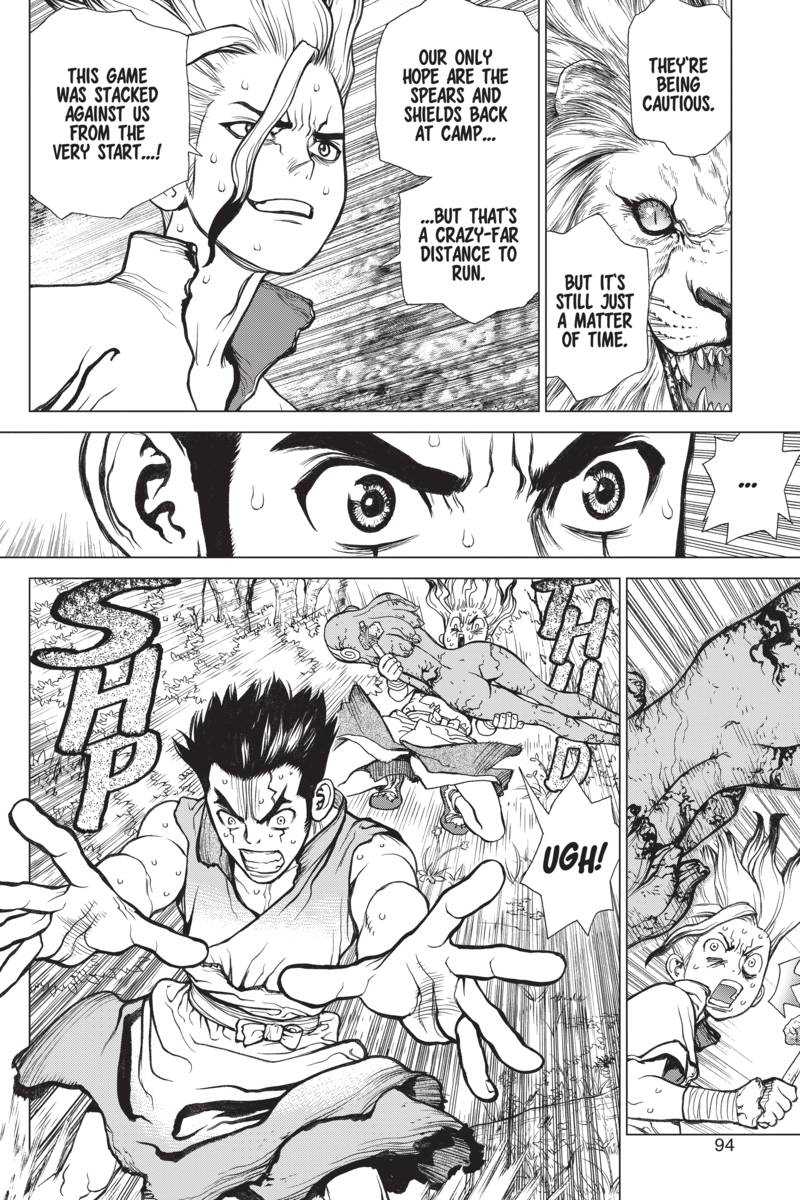 THEY'RE
BEING
CAUTIOUS.
BUT IT'S
STILL JUST
A MATTER
OF TIME.
OUR ONLY
HOPE ARE THE
SPEARS AND
SHIELDS BACK
AT CAMP...
...BUT THAT'S
A CRAZY-FAR
DISTANCE TO
RUN.
THIS GAME
WAS STACKED
AGAINST US
FROM THE
VERY START...!
...
THUD
UGH!
SHP
94